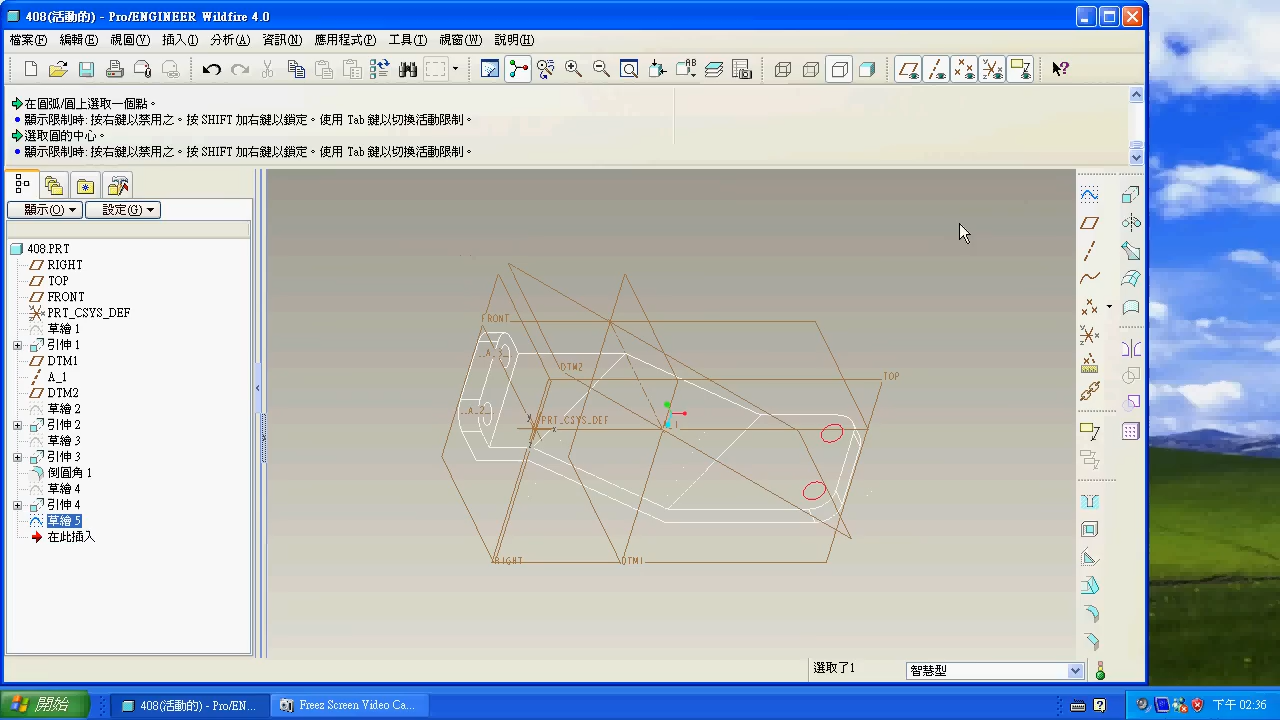 408(活動的) - Pro/ENGINEER Wildfire 4.0
檔案(F) 編輯(E) 視圖(V) 插入(I) 分析(A) 資訊(N) 應用程式(P) 工具(T) 視窗(W) 說明(H)
在圓弧/圓上選取一個點。
顯示限制時: 按右鍵以禁用之。按 SHIFT 加右鍵以鎖定。使用 Tab 鍵以切換活動限制。
選取圓的中心。
顯示限制時: 按右鍵以禁用之。按 SHIFT 加右鍵以鎖定。使用 Tab 鍵以切換活動限制。
顯示(O) 設定(G)
408.PRT
RIGHT
TOP
FRONT
PRT_CSYS_DEF
草繪 1
引伸 1
DTM1
A_1
DTM2
草繪 2
引伸 2
草繪 3
引伸 3
倒圓角 1
草繪 4
引伸 4
草繪 5
在此插入
FRONT
DTM2
TOP
A_2
PRT_CSYS_DEF
RIGHT
DTM1
選取了1
智慧型
開始
408(活動的) - Pro/EN...
Freez Screen Video Ca...
下午 02:36